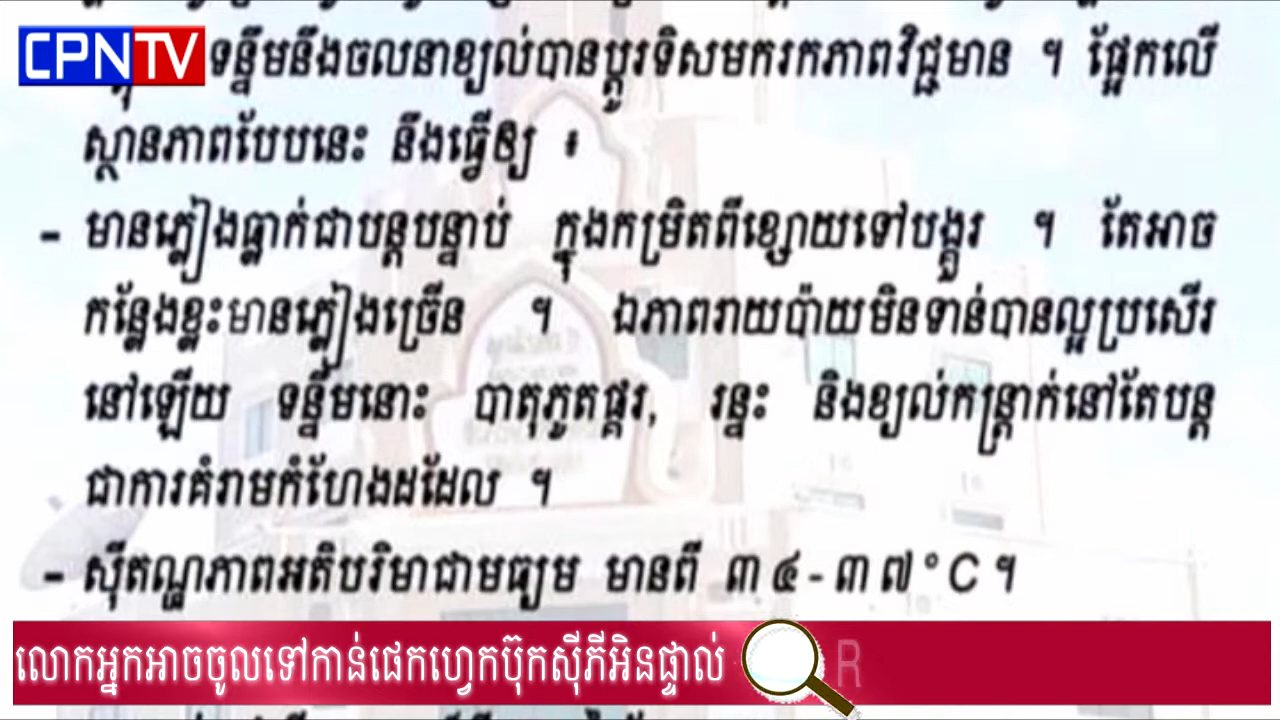 CPNTV
ទន្ទឹមនឹងចលនាខ្យល់បានប្តូរទិសមករកភាពវិជ្ជមាន ។ ផ្អែកលើ
ស្ថានភាពបែបនេះ នឹងធ្វើឲ្យ ៖
- មានភ្លៀងធ្លាក់ជាបន្តបន្ទាប់ ក្នុងកម្រិតពីខ្សោយទៅបង្គួរ ។ តែអាច
កន្លែងខ្លះមានភ្លៀងច្រើន ។ ឯភាពរាយប៉ាយមិនទាន់បានល្អប្រសើរ
នៅឡើយ ទន្ទឹមនោះ បាតុភូតផ្គរ, រន្ទះ និងខ្យល់កន្ត្រាក់នៅតែបន្ត
ជាការគំរាមកំហែងដដែល ។
- ស៊ីតណ្ហភាពអតិបរិមាជាមធ្យម មានពី ៣៤-៣៧°C ។
លោកអ្នកអាចចូលទៅកាន់ផេកហ្វេកប៊ុកស៊ីភីអិនផ្ទាល់ R